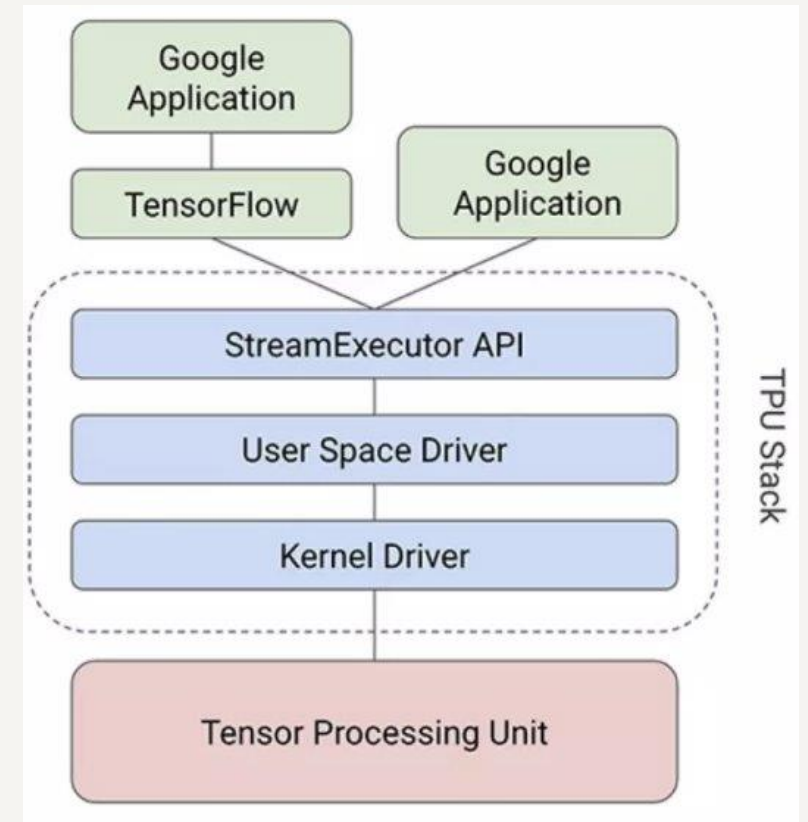 Google
Application
TensorFlow
Google
Application
StreamExecutor API
User Space Driver
Kernel Driver
TPU Stack
Tensor Processing Unit